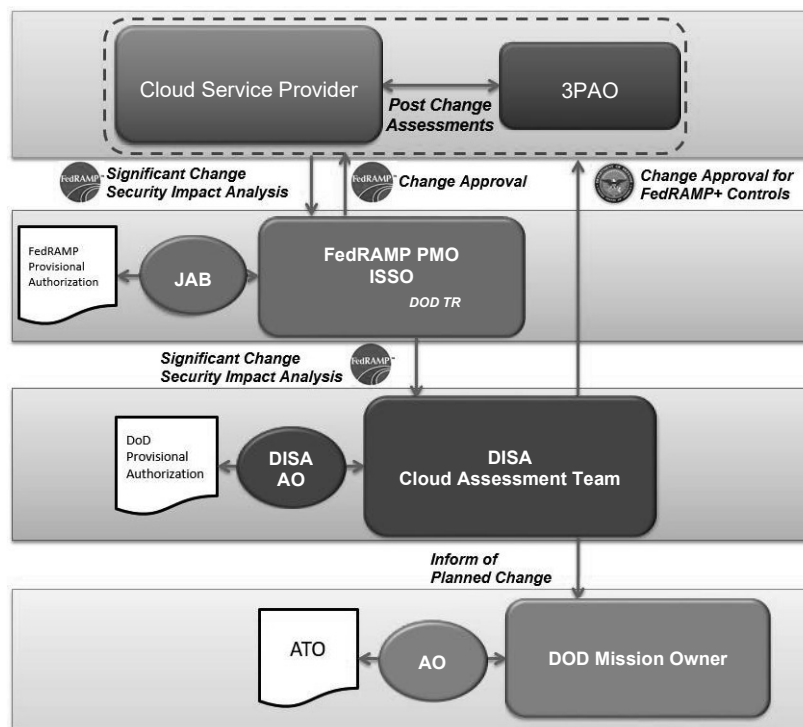 Cloud Service Provider
3PAO
Post Change
Assessments
FedRAMP
Significant Change
Security Impact Analysis
FedRAMP
Change Approval
Change Approval for
FedRAMP+ Controls
FedRAMP
Provisional
Authorization
JAB
FedRAMP PMO
ISSO
DOD TR
Significant Change
Security Impact Analysis
FedRAMP
DoD
Provisional
Authorization
DISA
AO
DISA
Cloud Assessment Team
Inform of
Planned Change
ATO
AO
DOD Mission Owner